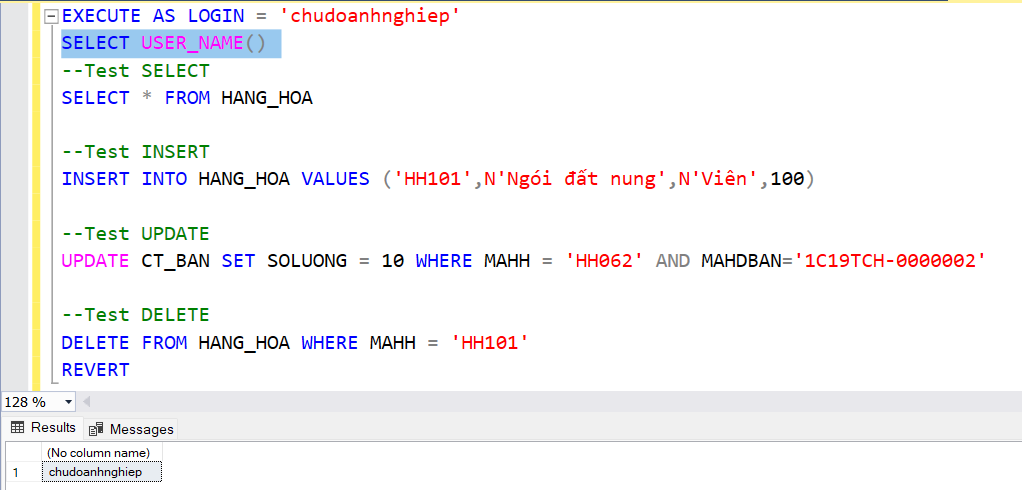 EXECUTE AS LOGIN = 'chudoanhnghiep'
SELECT USER_NAME()
--Test SELECT
SELECT * FROM HANG_HOA
--Test INSERT
INSERT INTO HANG_HOA VALUES ('HH101',N'Ngói đất nung',N'Viên',100)
--Test UPDATE
UPDATE CT_BAN SET SOLUONG = 10 WHERE MAHH = 'HH062' AND MAHDBAN='1C19TCH-0000002'
--Test DELETE
DELETE FROM HANG_HOA WHERE MAHH = 'HH101'
REVERT
128 %
Results Messages
(No column name)
1 chudoanhnghiep